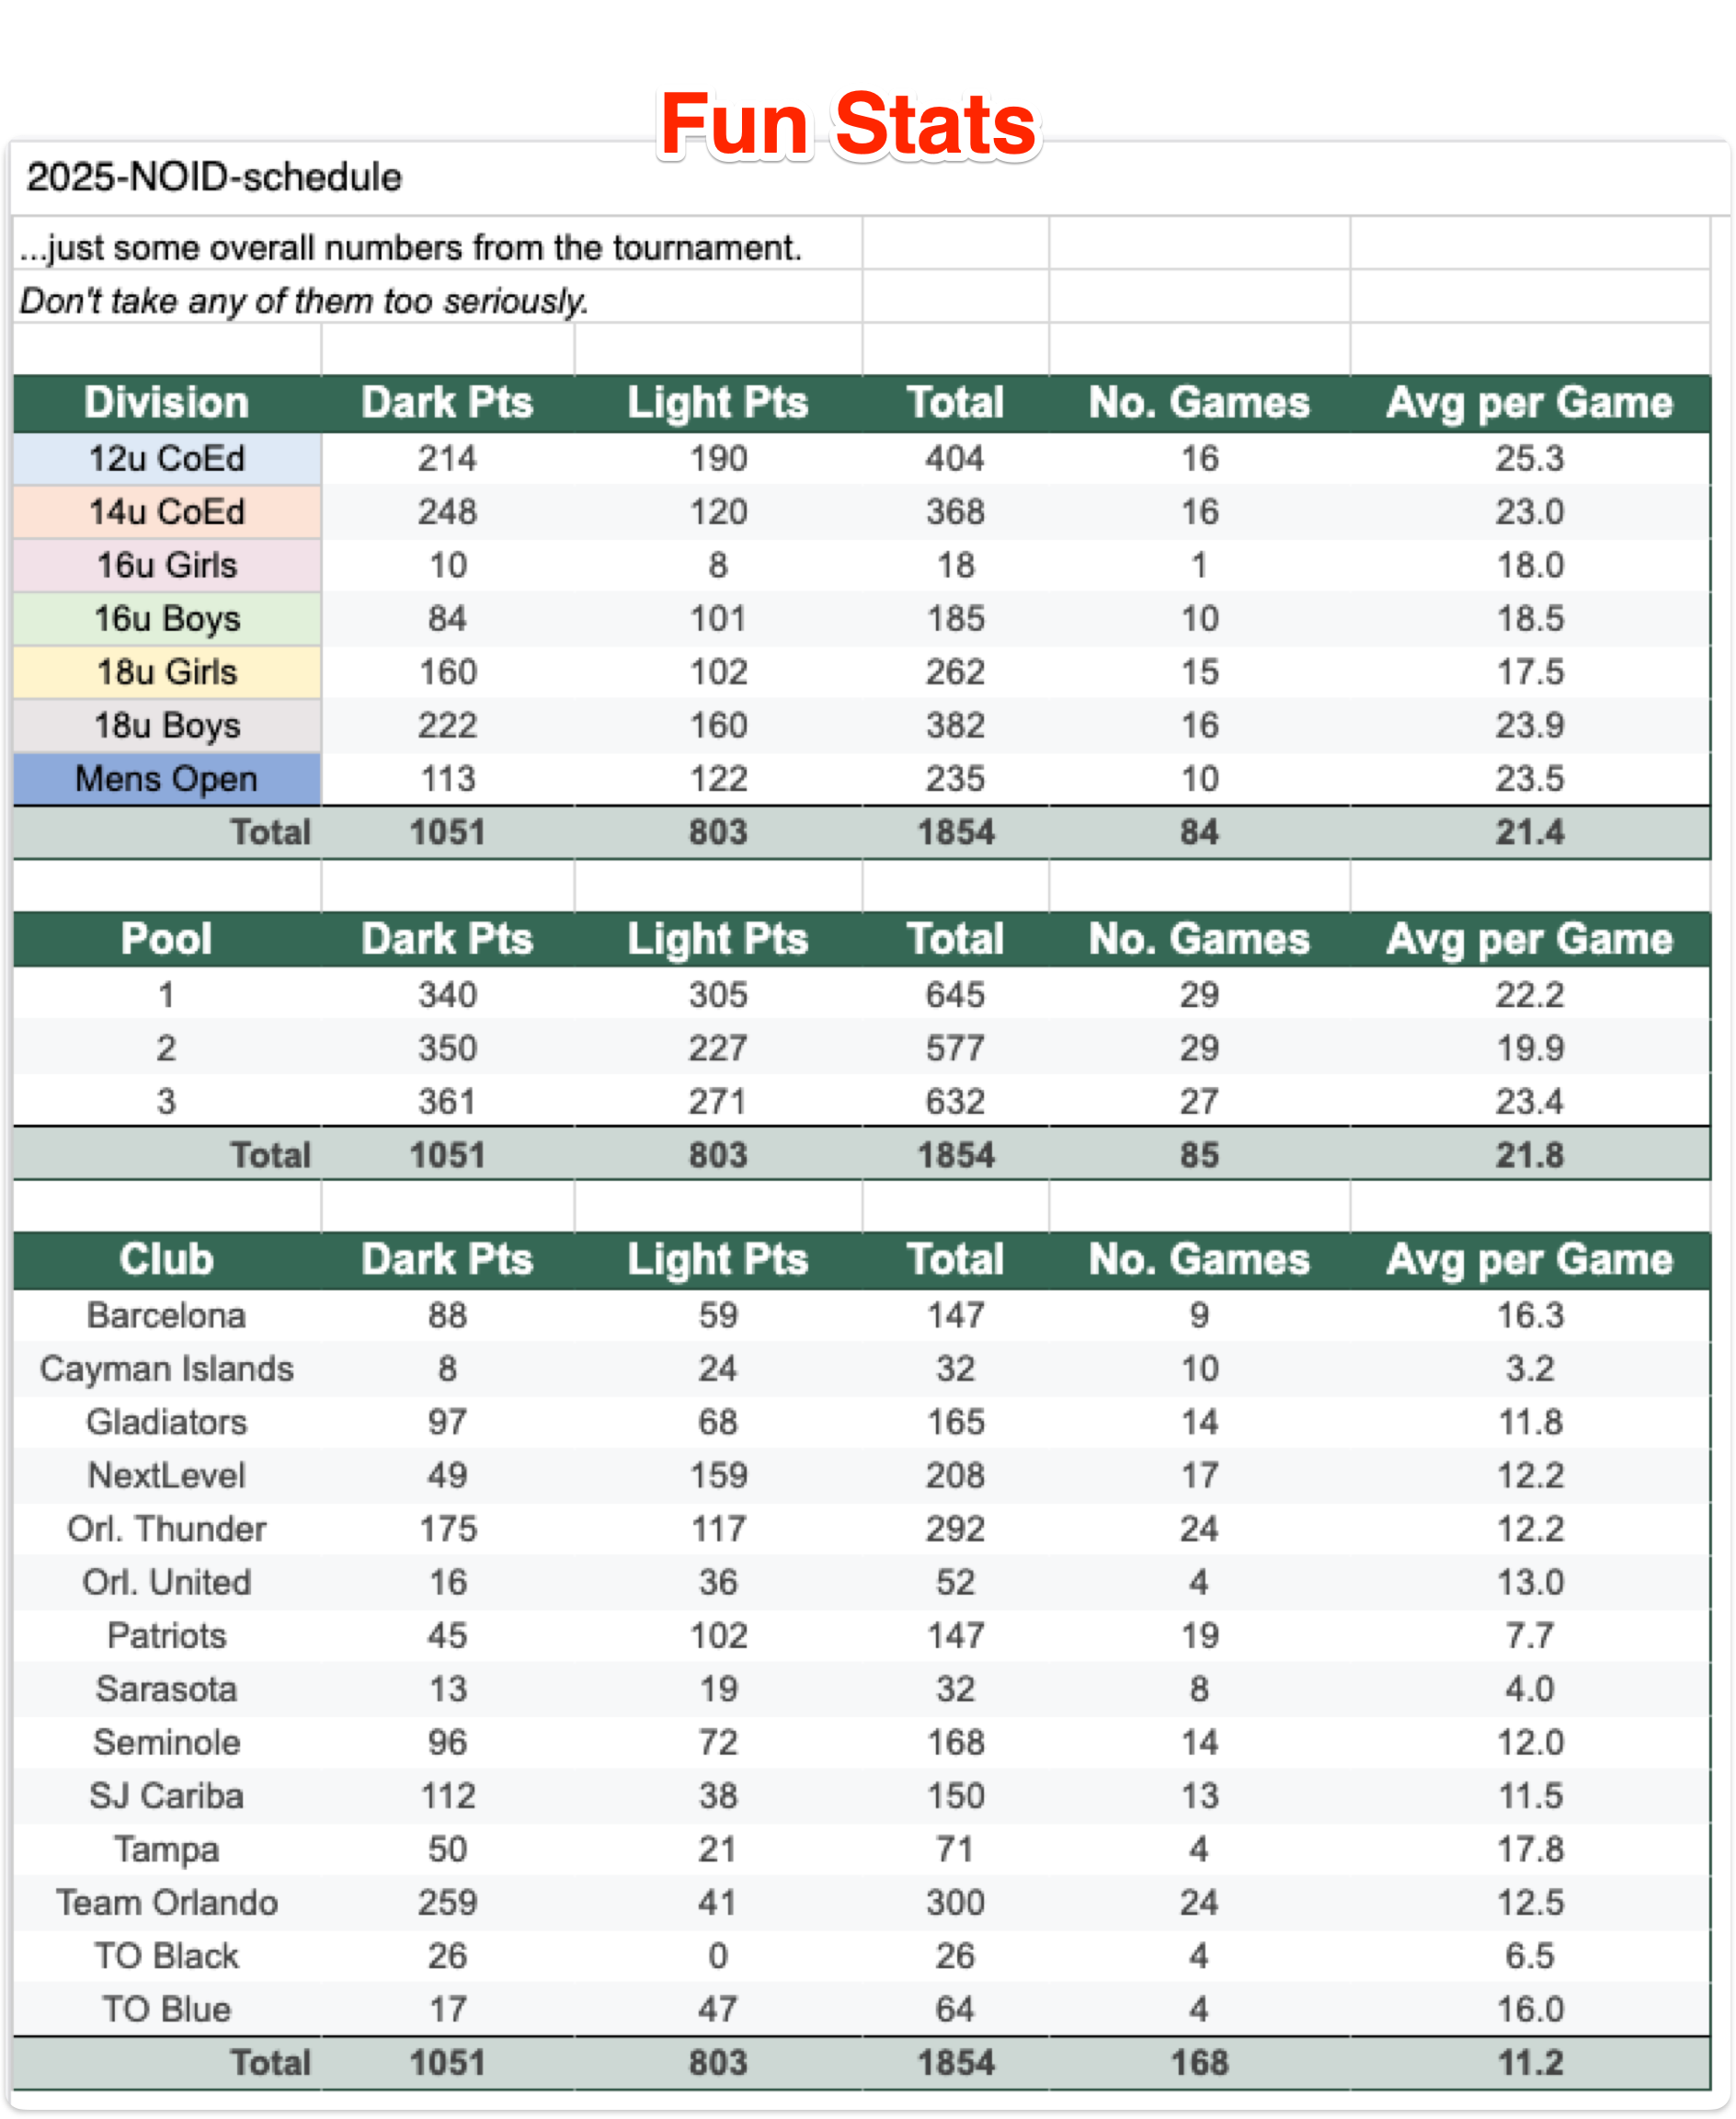 Fun Stats
2025-NOID-schedule
...just some overall numbers from the tournament.
Don't take any of them too seriously.
Division Dark Pts Light Pts Total No. Games Avg per Game
12u CoEd 214 190 404 16 25.3
14u CoEd 248 120 368 16 23.0
16u Girls 10 8 18 1 18.0
16u Boys 84 101 185 10 18.5
18u Girls 160 102 262 15 17.5
18u Boys 222 160 382 16 23.9
Mens Open 113 122 235 10 23.5
Total 1051 803 1854 84 21.4
Pool Dark Pts Light Pts Total No. Games Avg per Game
1 340 305 645 29 22.2
2 350 227 577 29 19.9
3 361 271 632 27 23.4
Total 1051 803 1854 85 21.8
Club Dark Pts Light Pts Total No. Games Avg per Game
Barcelona 88 59 147 9 16.3
Cayman Islands 8 24 32 10 3.2
Gladiators 97 68 165 14 11.8
NextLevel 49 159 208 17 12.2
Orl. Thunder 175 117 292 24 12.2
Orl. United 16 36 52 4 13.0
Patriots 45 102 147 19 7.7
Sarasota 13 19 32 8 4.0
Seminole 96 72 168 14 12.0
SJ Cariba 112 38 150 13 11.5
Tampa 50 21 71 4 17.8
Team Orlando 259 41 300 24 12.5
TO Black 26 0 26 4 6.5
TO Blue 17 47 64 4 16.0
Total 1051 803 1854 168 11.2